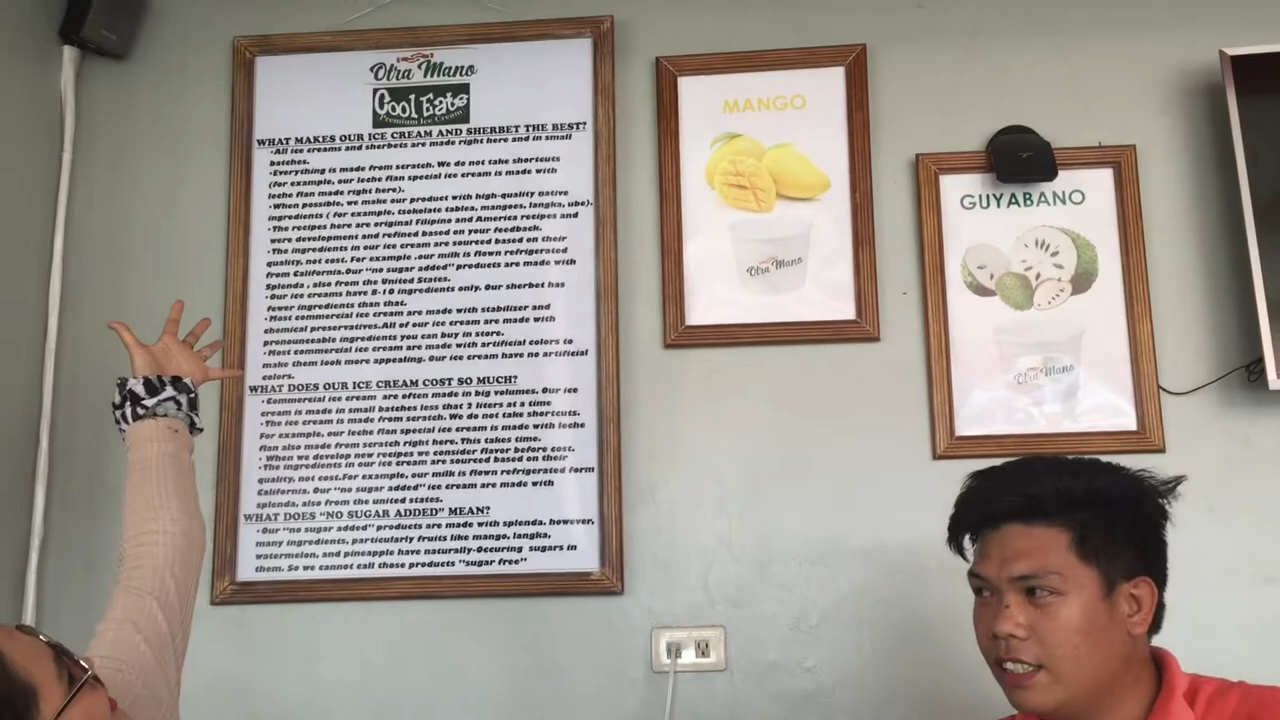 Otra Mano
Cool Eats
Premium Ice Cream
WHAT MAKES OUR ICE CREAM AND SHERBET THE BEST?
•All ice creams and sherbets are made right here and in small
batches.
•Everything is made from scratch. We do not take shortcuts
(for example, our leche flan special ice cream is made with
leche flan made right here).
•When possible, we make our product with high-quality native
ingredients ( for example, tsokolate tablea, mangoes, langka, ube).
•The recipes here are original Filipino and America recipes and
were development and refined based on your feedback.
•The ingredients in our ice cream are sourced based on their
quality, not cost. For example .our milk is flown refrigerated
from California.Our "no sugar added" products are made with
Splenda , also from the United States.
•Our ice creams have 8-10 ingredients only. Our sherbet has
fewer ingredients than that.
•Most commercial ice cream are made with stabilizer and
chemical preservatives.All of our ice cream are made with
pronounceable ingredients you can buy in store.
•Most commercial ice cream are made with artificial colors to
make them look more appealing. Our ice cream have no artificial
colors.
WHAT DOES OUR ICE CREAM COST SO MUCH?
•Commercial ice cream are often made in big volumes. Our ice
cream is made in small batches less that 2 liters at a time
•The ice cream is made from scratch. We do not take shortcuts.
For example, our leche flan special ice cream is made with leche
flan also made from scratch right here. This takes time.
• When we develop new recipes we consider flavor before cost.
•The ingredients in our ice cream are sourced based on their
quality, not cost.For example, our milk is flown refrigerated form
California. Our "no sugar added" ice cream are made with
splenda, also from the united states.
WHAT DOES "NO SUGAR ADDED" MEAN?
•Our "no sugar added" products are made with splenda. however,
many ingredients, particularly fruits like mango, langka,
watermelon, and pineapple have naturally-Occuring sugars in
them. So we cannot call those products "sugar free"
MANGO
Otra Mano
GUYABANO
Otra Mano